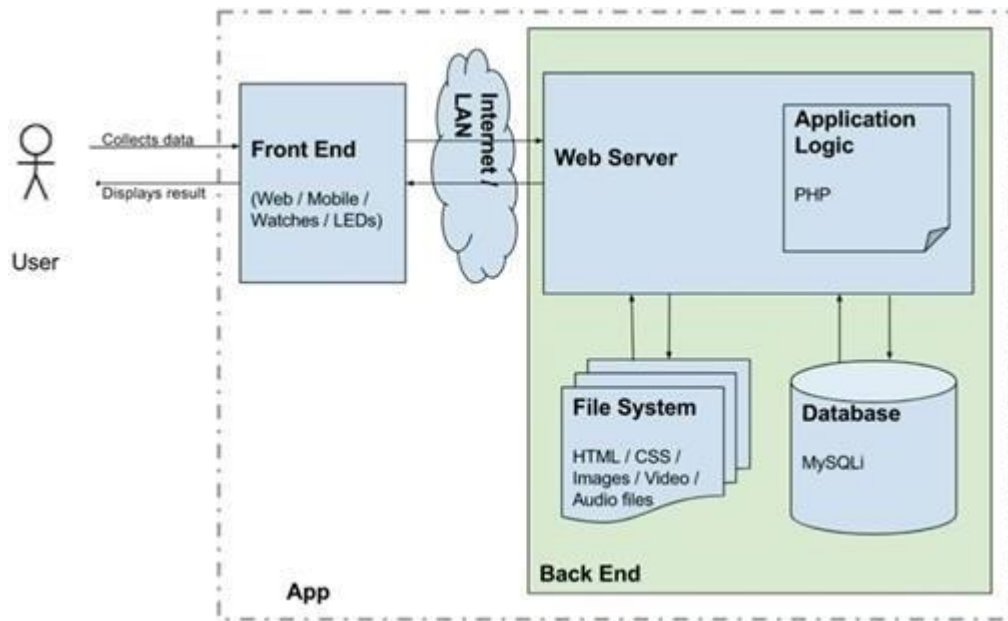 User
Collects data
Displays result
Front End
(Web / Mobile /
Watches / LEDs)
Internet /
LAN
Web Server
Application
Logic
PHP
File System
HTML / CSS /
Images / Video /
Audio files
Database
MySQLi
Back End
App